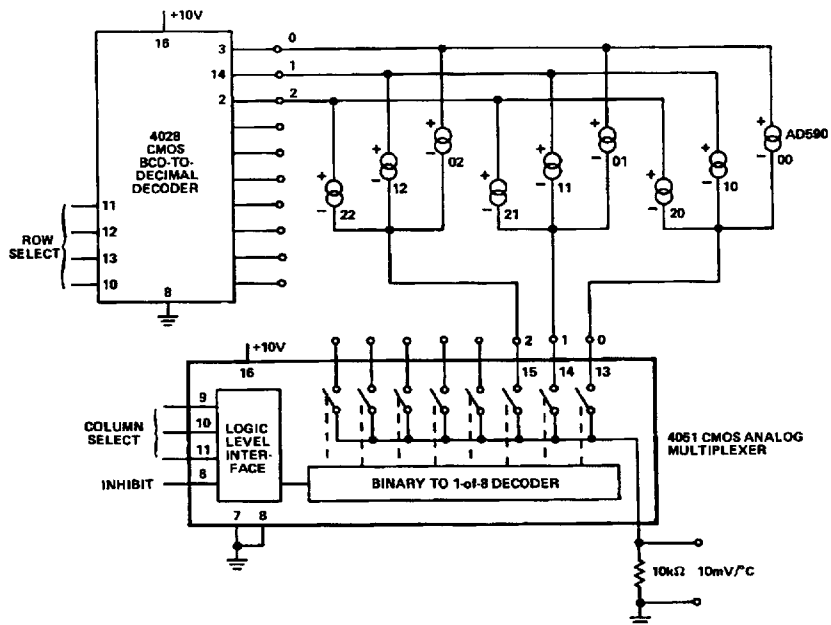 +10V
16
3
0
14
1
2
2
4028
CMOS
BCD-TO-
DECIMAL
DECODER
ROW
SELECT
11
12
13
10
8
+
-
22
+
-
12
+
-
02
+
-
21
+
-
11
+
-
01
+
-
20
+
-
10
+
-
AD590
00
+10V
16
2
1
0
15
14
13
COLUMN
SELECT
9
10
11
INHIBIT
6
LOGIC
LEVEL
INTER-
FACE
BINARY TO 1-of-8 DECODER
4051 CMOS ANALOG
MULTIPLEXER
7
8
10kΩ 10mV/°C